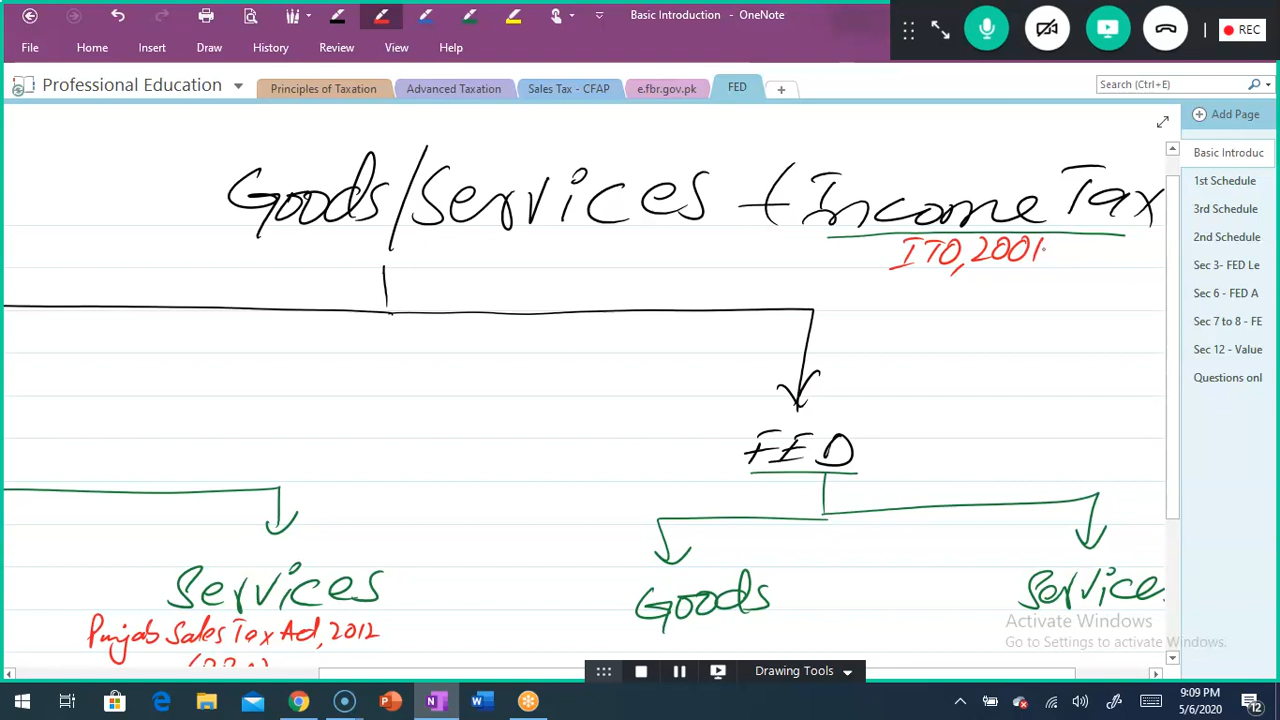 Basic Introduction - OneNote
REC
File Home Insert Draw History Review View Help
Professional Education
Principles of Taxation Advanced Taxation Sales Tax - CFAP e.fbr.gov.pk FED
Search (Ctrl+E)
Add Page
Basic Introduc
1st Schedule
3rd Schedule
2nd Schedule
Sec 3- FED Le
Sec 6 - FED A
Sec 7 to 8 - FE
Sec 12 - Value
Questions onl
Goods/Services + Income Tax
ITO, 2001
FED
Services
Goods
Service
Punjab Sales Tax Act, 2012
Activate Windows
Go to Settings to activate Windows.
Drawing Tools
9:09 PM
5/6/2020
12